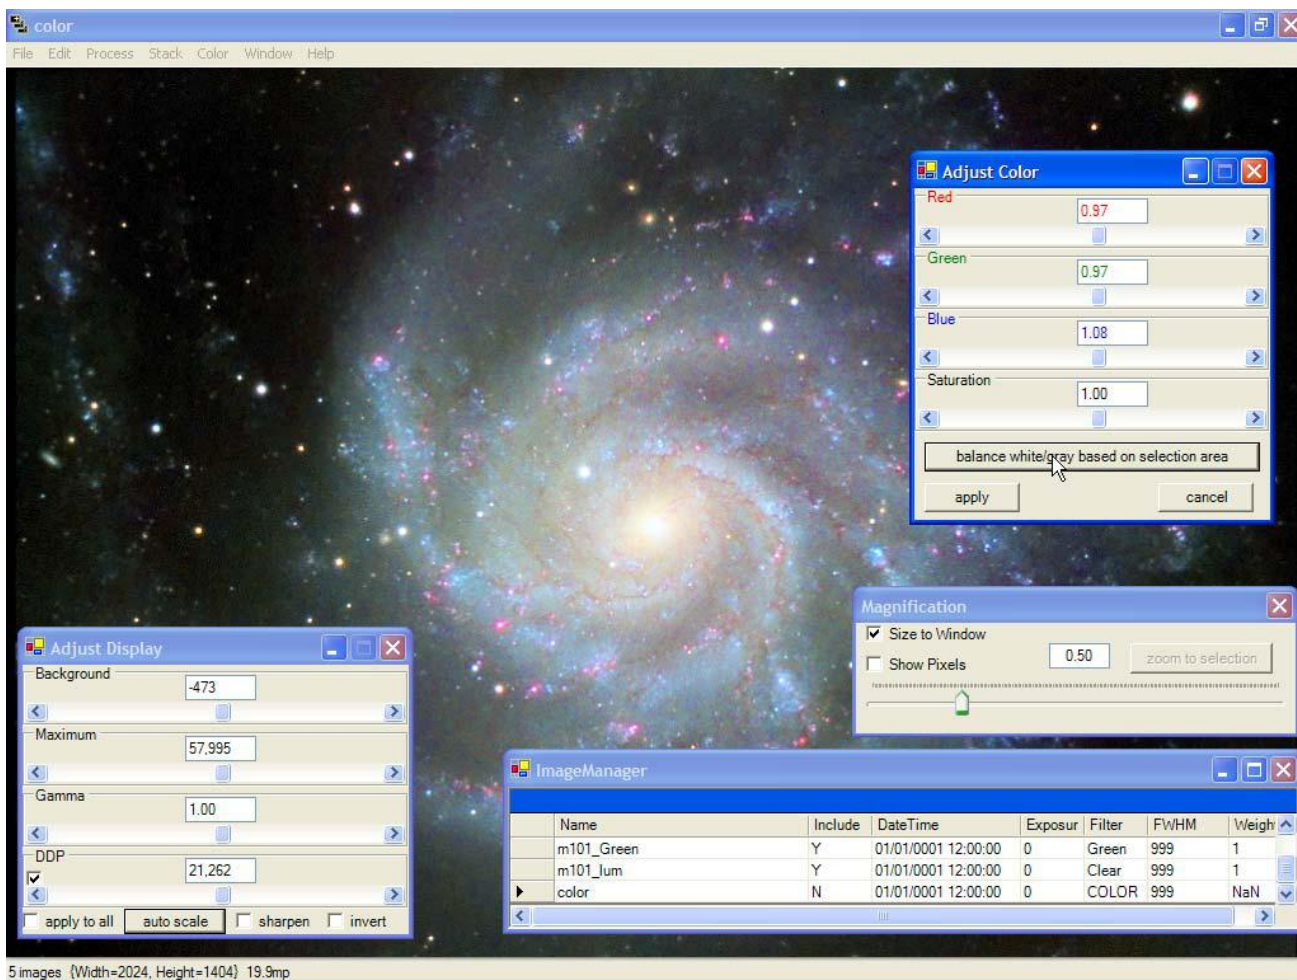 color
File Edit Process Stack Color Window Help
Adjust Color
Red
0.97
Green
0.97
Blue
1.08
Saturation
1.00
balance white/gray based on selection area
apply cancel
Magnification
Size to Window
Show Pixels 0.50 zoom to selection
Adjust Display
Background
-473
Maximum
57,995
Gamma
1.00
DDP
21,262
apply to all auto scale sharpen invert
ImageManager
Name Include DateTime Exposur Filter FWHM Weigh
m101_Green Y 01/01/0001 12:00:00 0 Green 999 1
m101_lum Y 01/01/0001 12:00:00 0 Clear 999 1
color N 01/01/0001 12:00:00 0 COLOR 999 NaN
5 images {Width=2024, Height=1404} 19.9mp